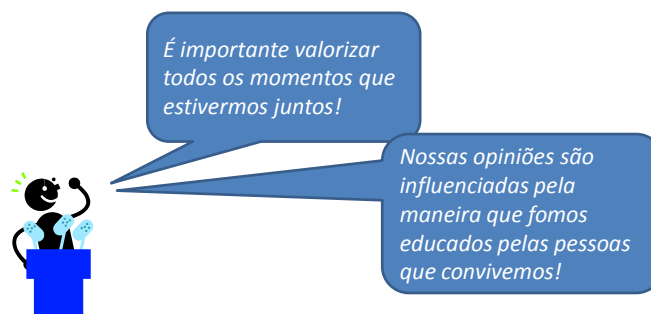 É importante valorizar
todos os momentos que
estivermos juntos!
Nossas opiniões são
influenciadas pela
maneira que fomos
educados pelas pessoas
que convivemos!